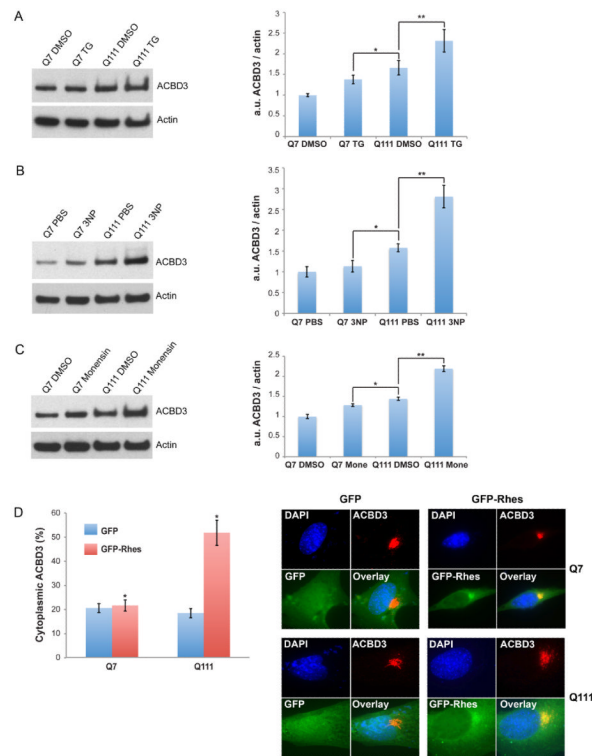 A
Q7 DMSO
Q7 TG
Q111 DMSO
Q111 TG
ACBD3
Actin
a.u. ACBD3 / actin
3
2.5
2
1.5
1
0.5
0
*
**
Q7 DMSO Q7 TG Q111 DMSO Q111 TG
B
Q7 PBS
Q7 3NP
Q111 PBS
Q111 3NP
ACBD3
Actin
a.u. ACBD3 / actin
3.5
3
2.5
2
1.5
1
0.5
0
*
**
Q7 PBS Q7 3NP Q111 PBS Q111 3NP
C
Q7 DMSO
Q7 Monensin
Q111 DMSO
Q111 Monensin
ACBD3
Actin
a.u. ACBD3 / actin
2.5
2
1.5
1
0.5
0
*
**
Q7 DMSO Q7 Mone Q111 DMSO Q111 Mone
D
Cytoplasmic ACBD3 (%)
60
50
40
30
20
10
0
GFP
GFP-Rhes
*
*
Q7 Q111
GFP GFP-Rhes
DAPI ACBD3 DAPI ACBD3
GFP Overlay GFP-Rhes Overlay
Q7
DAPI ACBD3 DAPI ACBD3
GFP Overlay GFP-Rhes Overlay
Q111